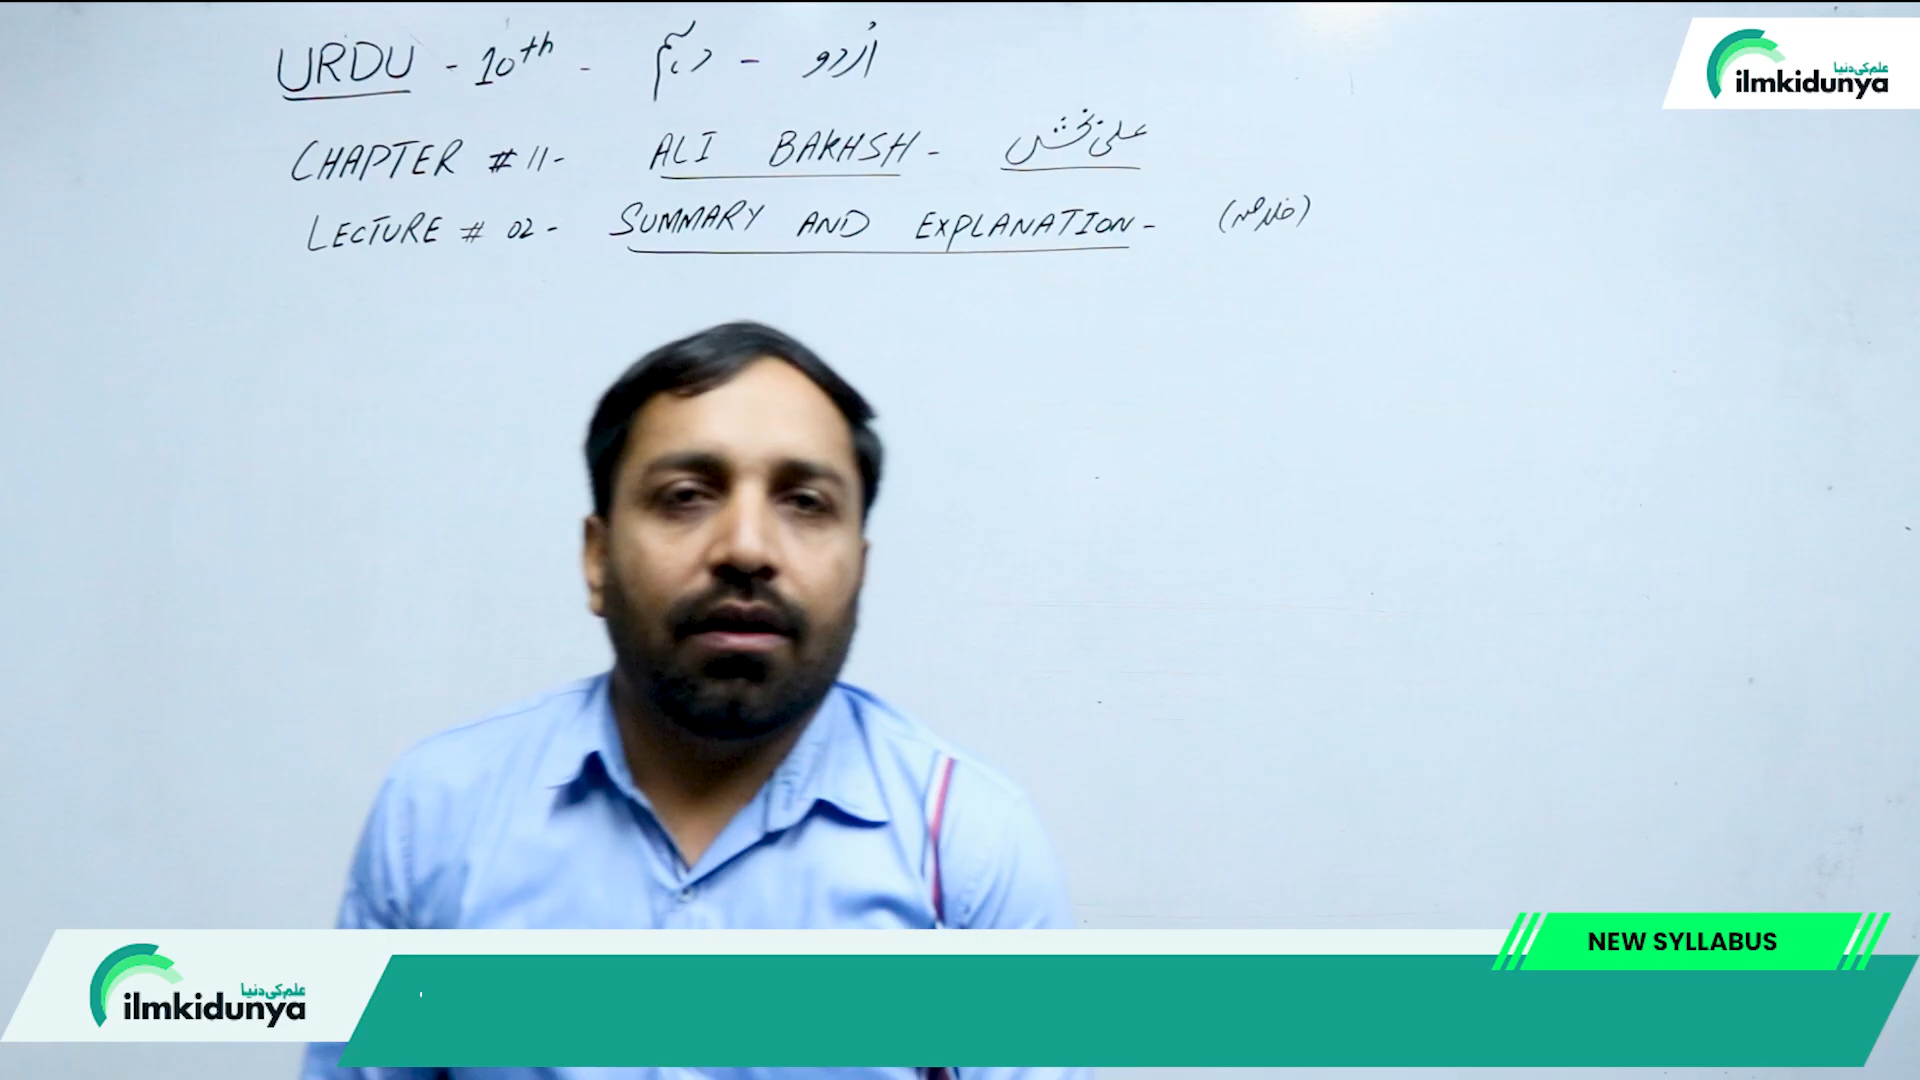 URDU - 10th - دہم - اُردو
CHAPTER # 11- ALI BAKHSH - علی بخش
LECTURE # 02 - SUMMARY AND EXPLANATION - (خلاصہ)
علم کی دنیا
ilmkidunya
NEW SYLLABUS
علم کی دنیا
ilmkidunya